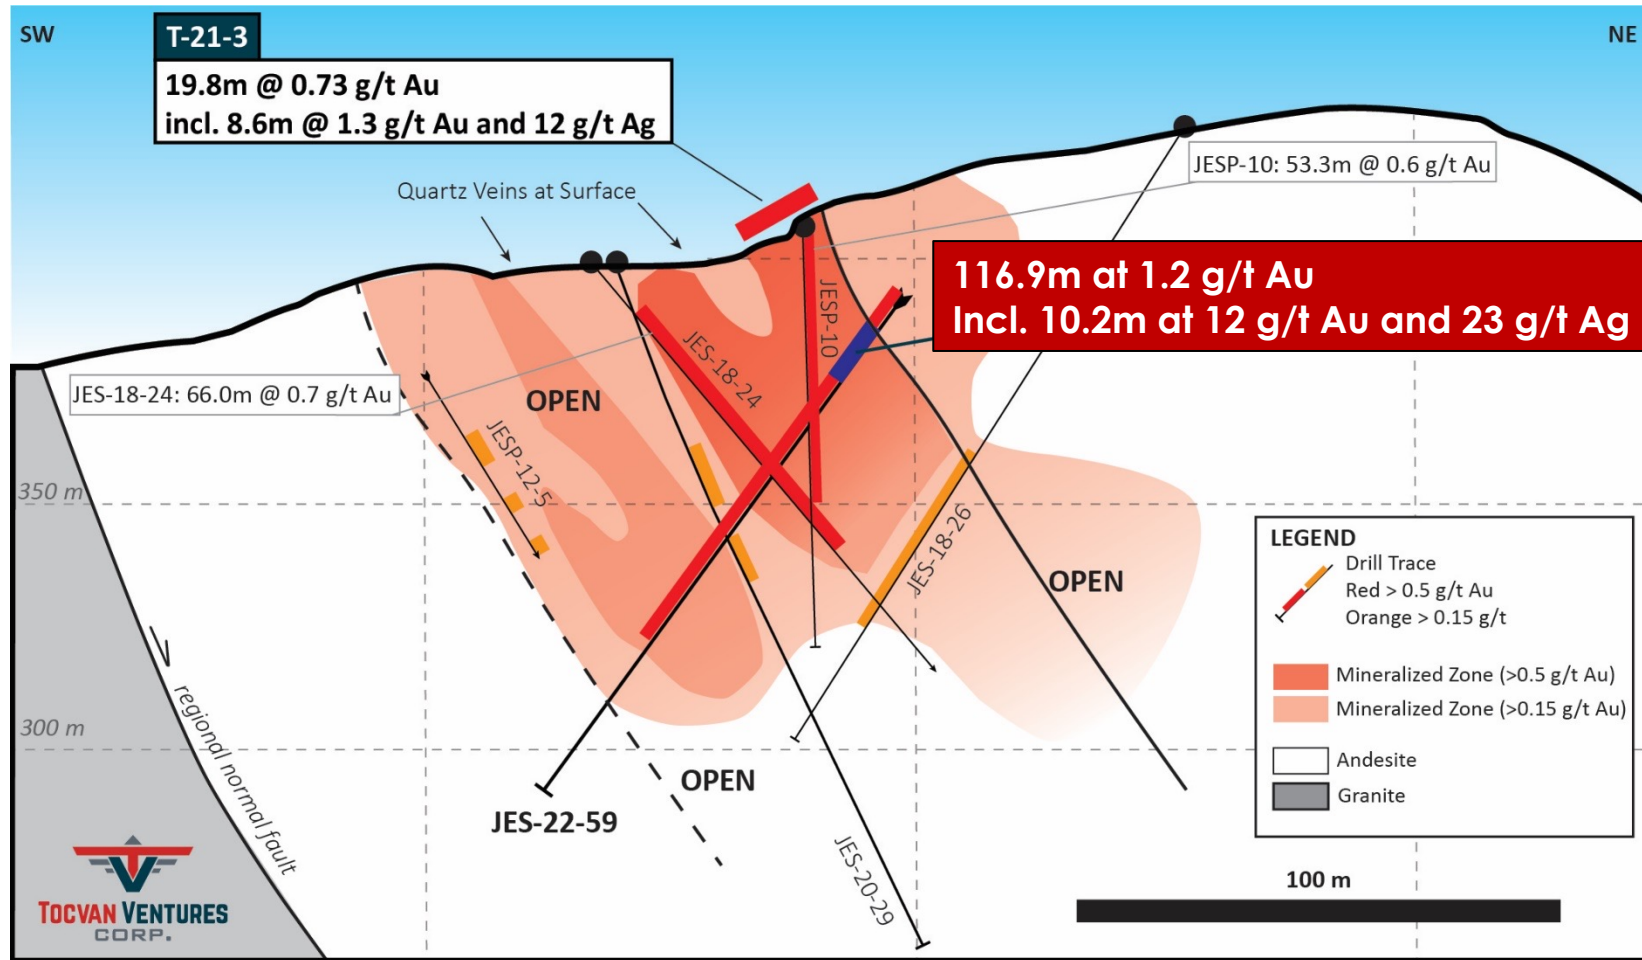 SW
NE
T-21-3
19.8m @ 0.73 g/t Au
incl. 8.6m @ 1.3 g/t Au and 12 g/t Ag
Quartz Veins at Surface
JESP-10: 53.3m @ 0.6 g/t Au
116.9m at 1.2 g/t Au
Incl. 10.2m at 12 g/t Au and 23 g/t Ag
JESP-10
JES-18-24
JES-18-24: 66.0m @ 0.7 g/t Au
OPEN
JESP-12-5
350 m
JES-18-26
OPEN
LEGEND
Drill Trace
Red > 0.5 g/t Au
Orange > 0.15 g/t
Mineralized Zone (>0.5 g/t Au)
Mineralized Zone (>0.15 g/t Au)
Andesite
Granite
regional normal fault
300 m
OPEN
JES-22-59
JES-20-29
100 m
TOCVAN VENTURES
CORP.